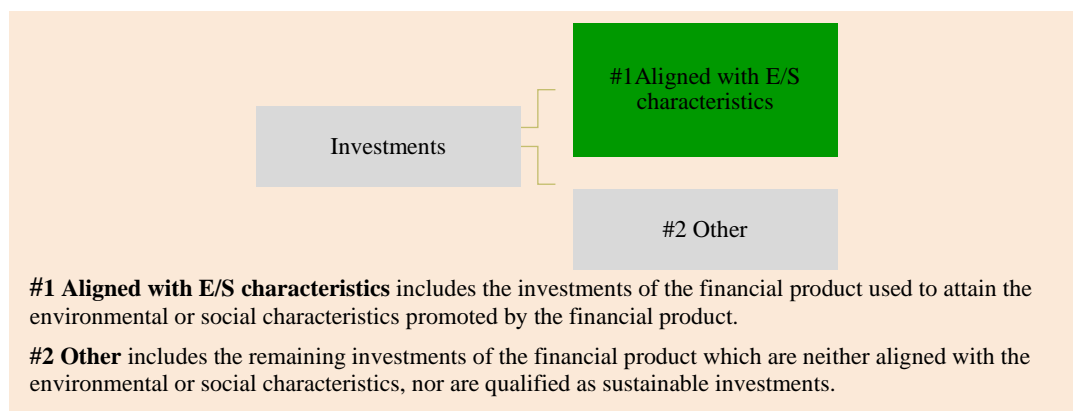 #1Aligned with E/S
characteristics
Investments
#2 Other
#1 Aligned with E/S characteristics includes the investments of the financial product used to attain the
environmental or social characteristics promoted by the financial product.
#2 Other includes the remaining investments of the financial product which are neither aligned with the
environmental or social characteristics, nor are qualified as sustainable investments.